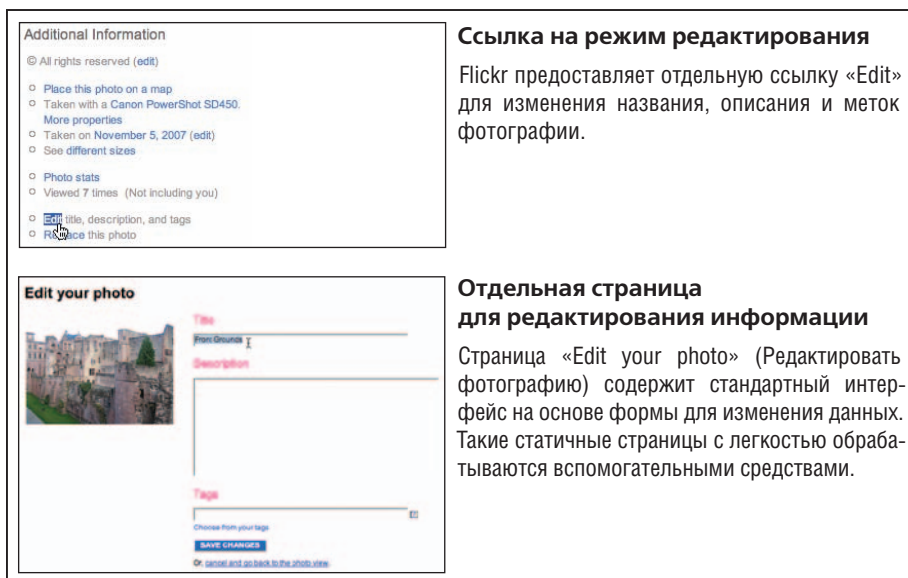 Additional Information
© All rights reserved (edit)
Place this photo on a map
Taken with a Canon PowerShot SD450.
More properties
Taken on November 5, 2007 (edit)
See different sizes
Photo stats
Viewed 7 times (Not including you)
Edit title, description, and tags
Replace this photo
Ссылка на режим редактирования
Flickr предоставляет отдельную ссылку «Edit»
для изменения названия, описания и меток
фотографии.
Edit your photo
Title
Front Grounds
Description
Tags
Choose from your tags
SAVE CHANGES
Or, cancel and go back to the photo view.
Отдельная страница
для редактирования информации
Страница «Edit your photo» (Редактировать
фотографию) содержит стандартный интер-
фейс на основе формы для изменения данных.
Такие статичные страницы с легкостью обраба-
тываются вспомогательными средствами.